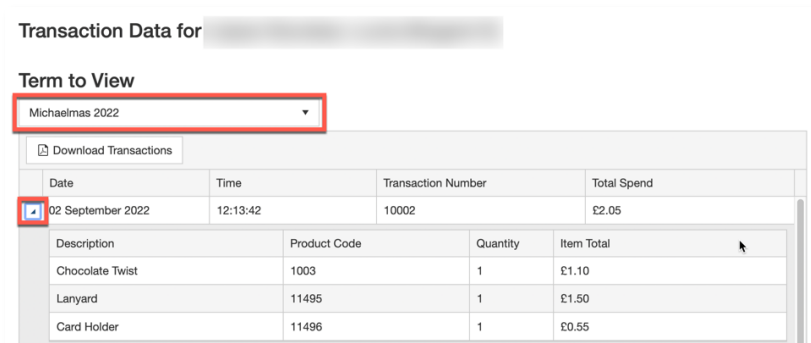 Transaction Data for
Term to View
Michaelmas 2022
Download Transactions
Date Time Transaction Number Total Spend
02 September 2022 12:13:42 10002 £2.05
Description Product Code Quantity Item Total
Chocolate Twist 1003 1 £1.10
Lanyard 11495 1 £1.50
Card Holder 11496 1 £0.55